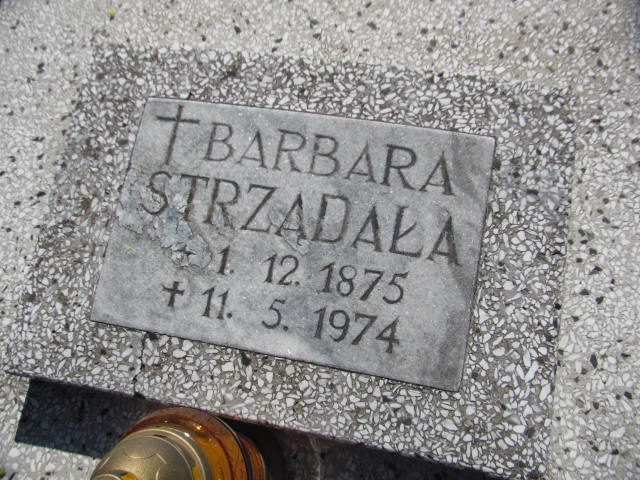 † BARBARA
STRZADAŁA
* 1. 12. 1875
† 11. 5. 1974